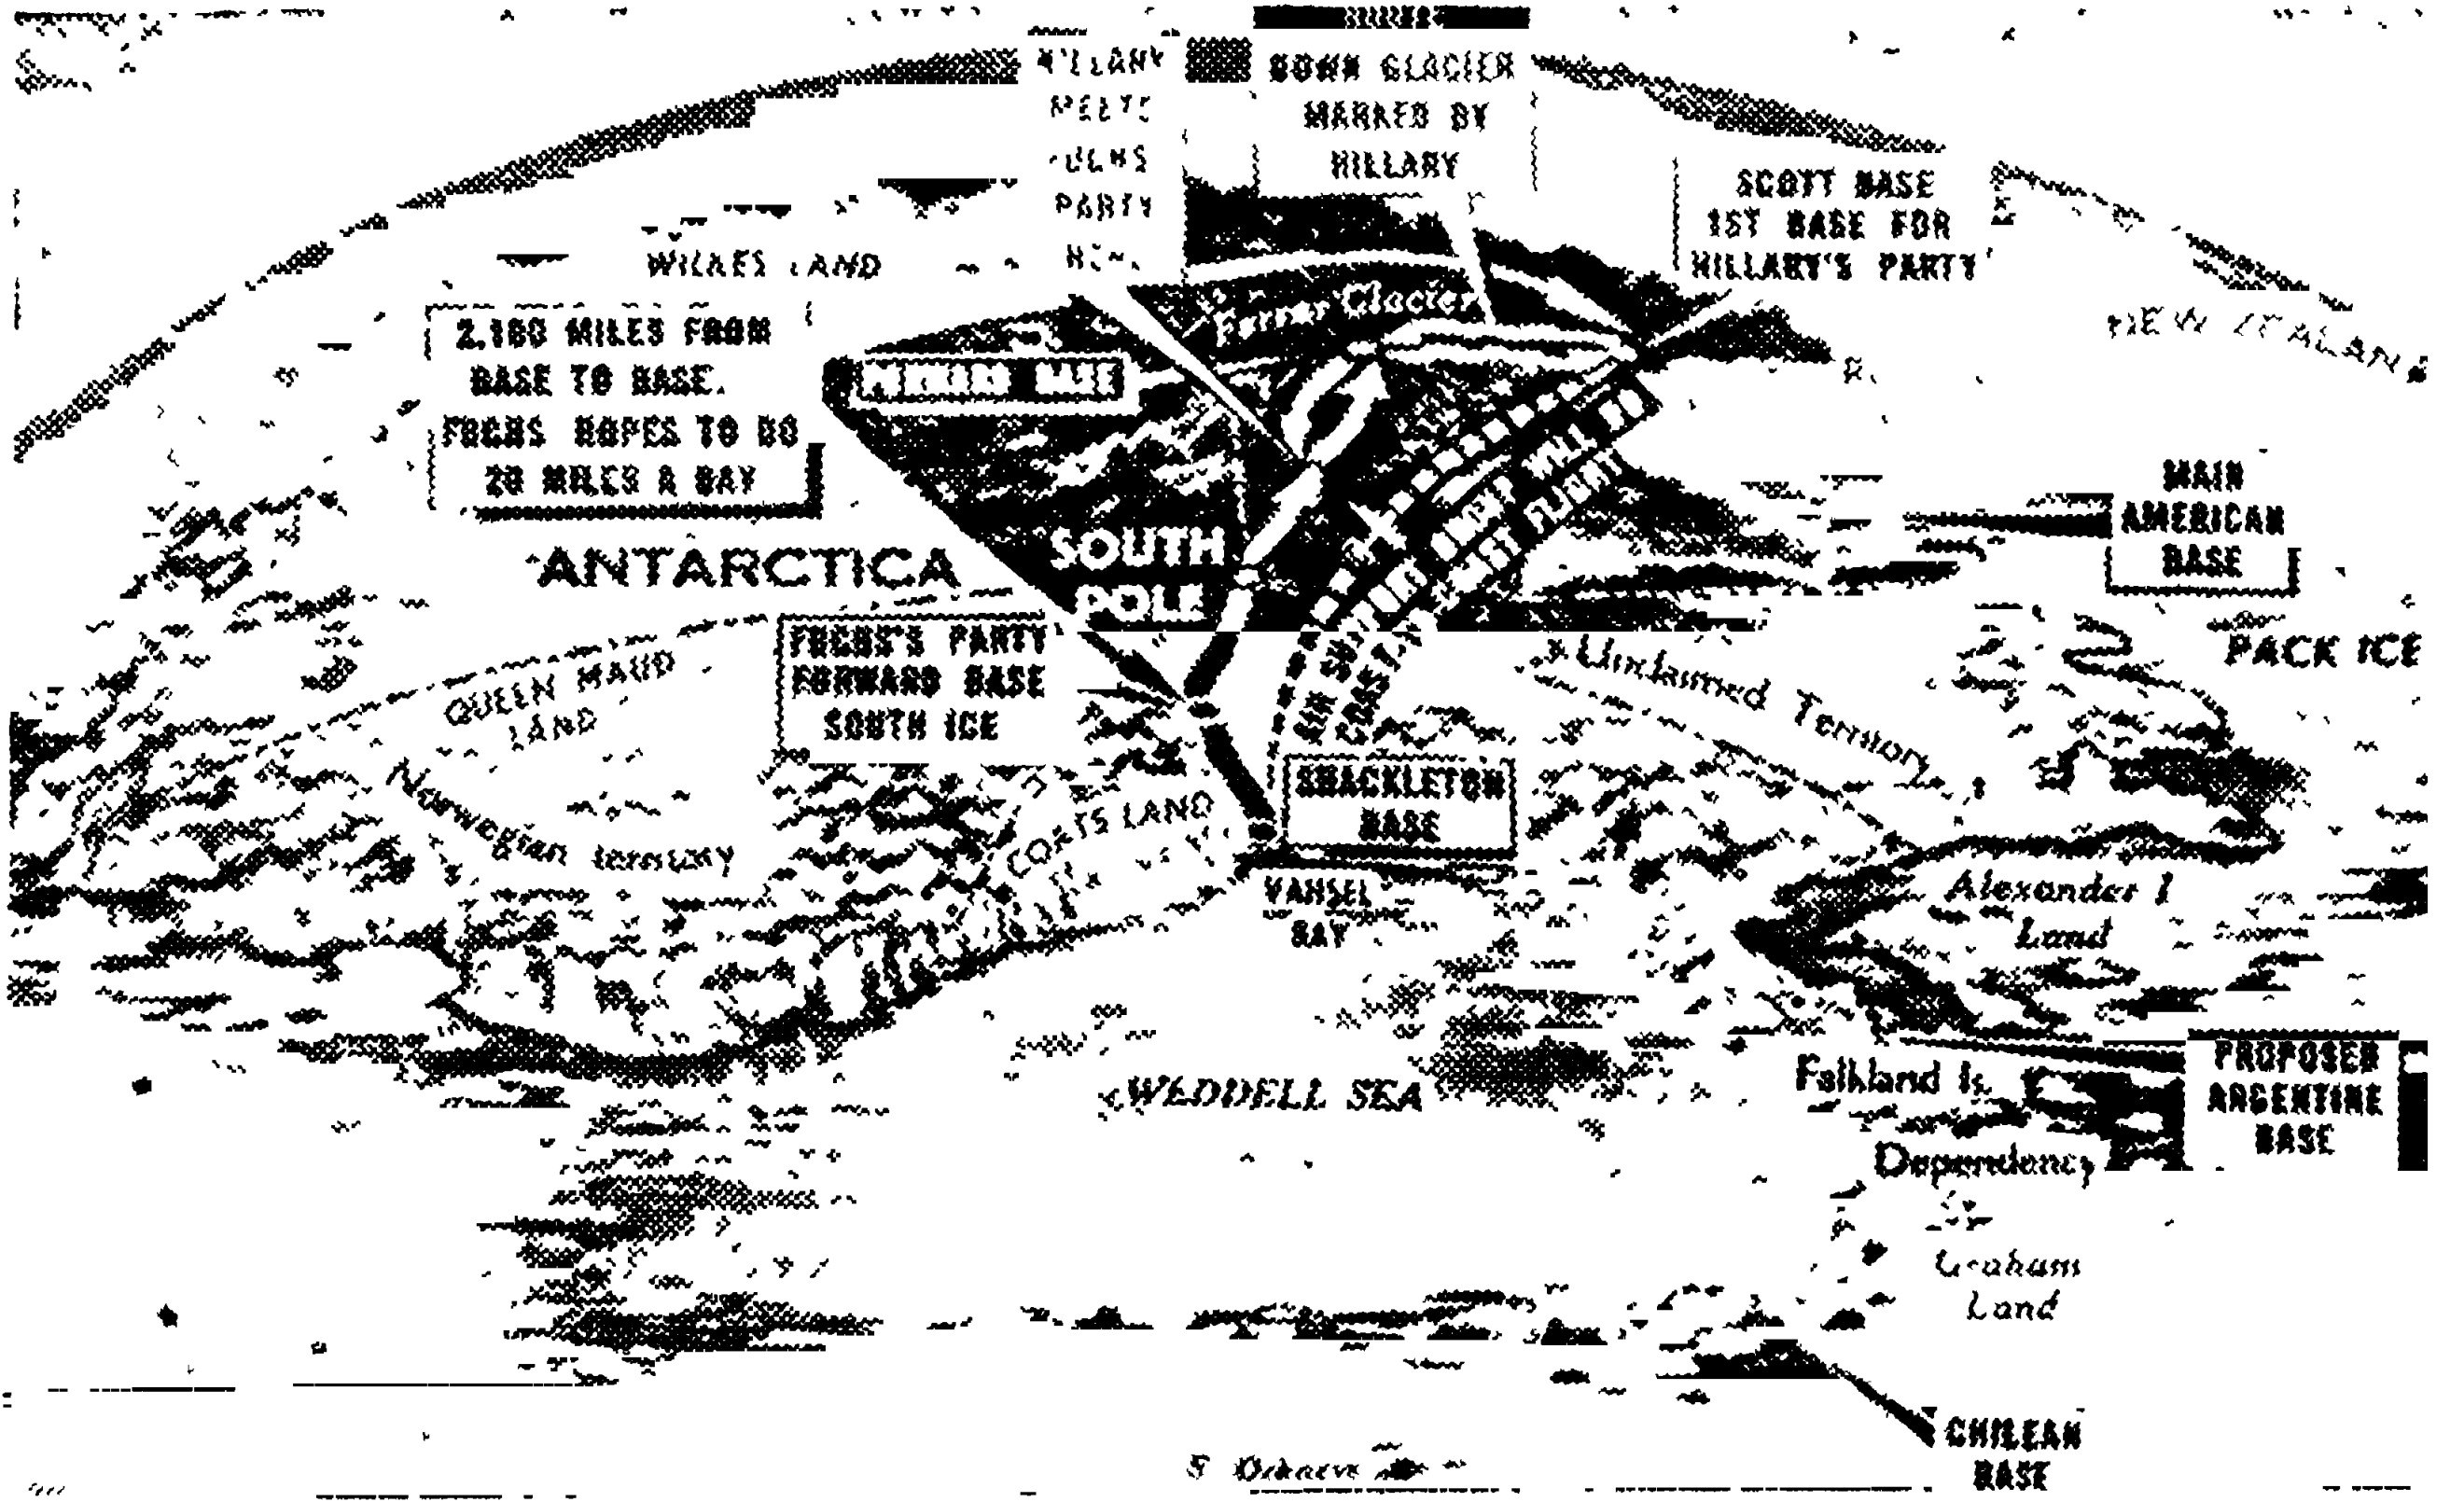 HILLARY
MEETS
FUCHS
PARTY
DOWN GLACIER
MARKED BY
HILLARY
SCOTT BASE
1ST BASE FOR
HILLARY'S PARTY
WILKES LAND
NEW ZEALAND
Glacier
2,100 MILES FROM
BASE TO BASE.
FUCHS HOPES TO DO
20 MILES A DAY
MAIN
AMERICAN
BASE
SOUTH
POLE
ANTARCTICA
FUCHS'S PARTY
FORWARD BASE
SOUTH ICE
PACK ICE
Unclaimed Territory
QUEEN MAUD
LAND
Norwegian territory
COATS LAND
SHACKLETON
BASE
VAHSEL
BAY
Alexander I
Land
WEDDELL SEA
Falkland Is.
Dependency
PROPOSED
ARGENTINE
BASE
Graham
Land
CHILEAN
BASE
S Orkneys